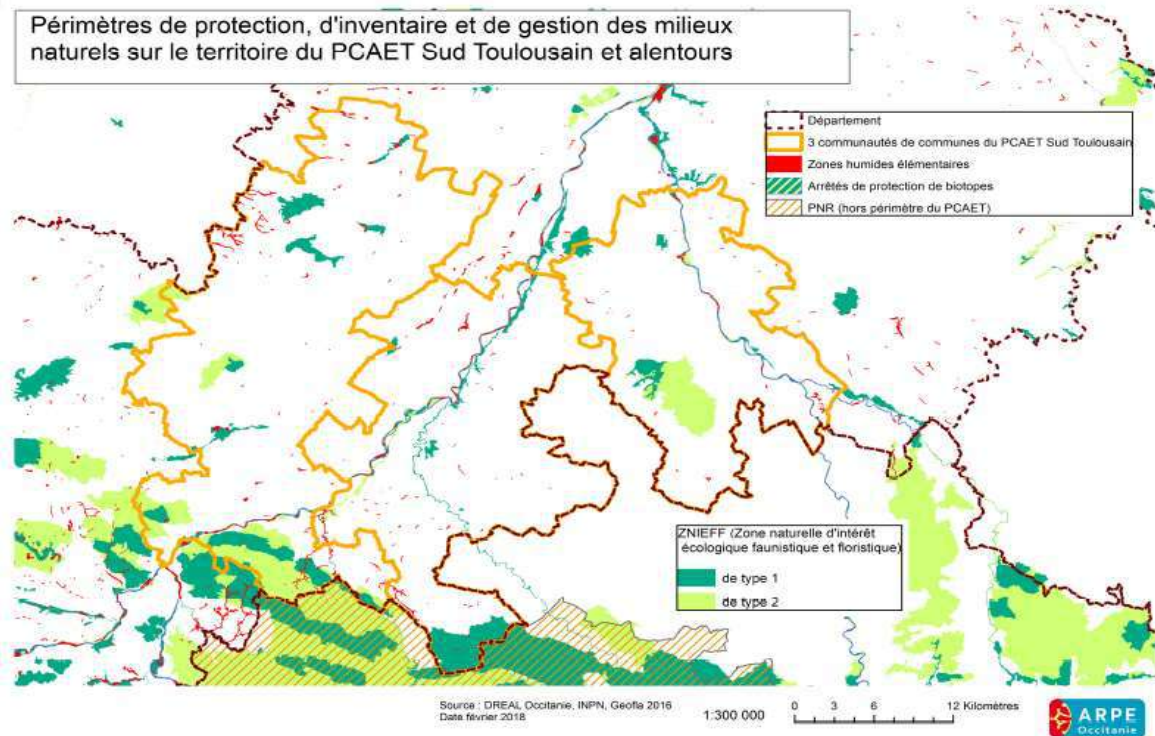 Périmètres de protection, d'inventaire et de gestion des milieux
naturels sur le territoire du PCAET Sud Toulousain et alentours
Département
3 communautés de communes du PCAET Sud Toulousain
Zones humides élémentaires
Arrêtés de protection de biotopes
PNR (hors périmètre du PCAET)
ZNIEFF (Zone naturelle d'intérêt
écologique faunistique et floristique)
de type 1
de type 2
Source : DREAL Occitanie, INPN, Geofla 2016
Date février 2018
1:300 000
0 3 6 12 Kilomètres
ARPE
Occitanie